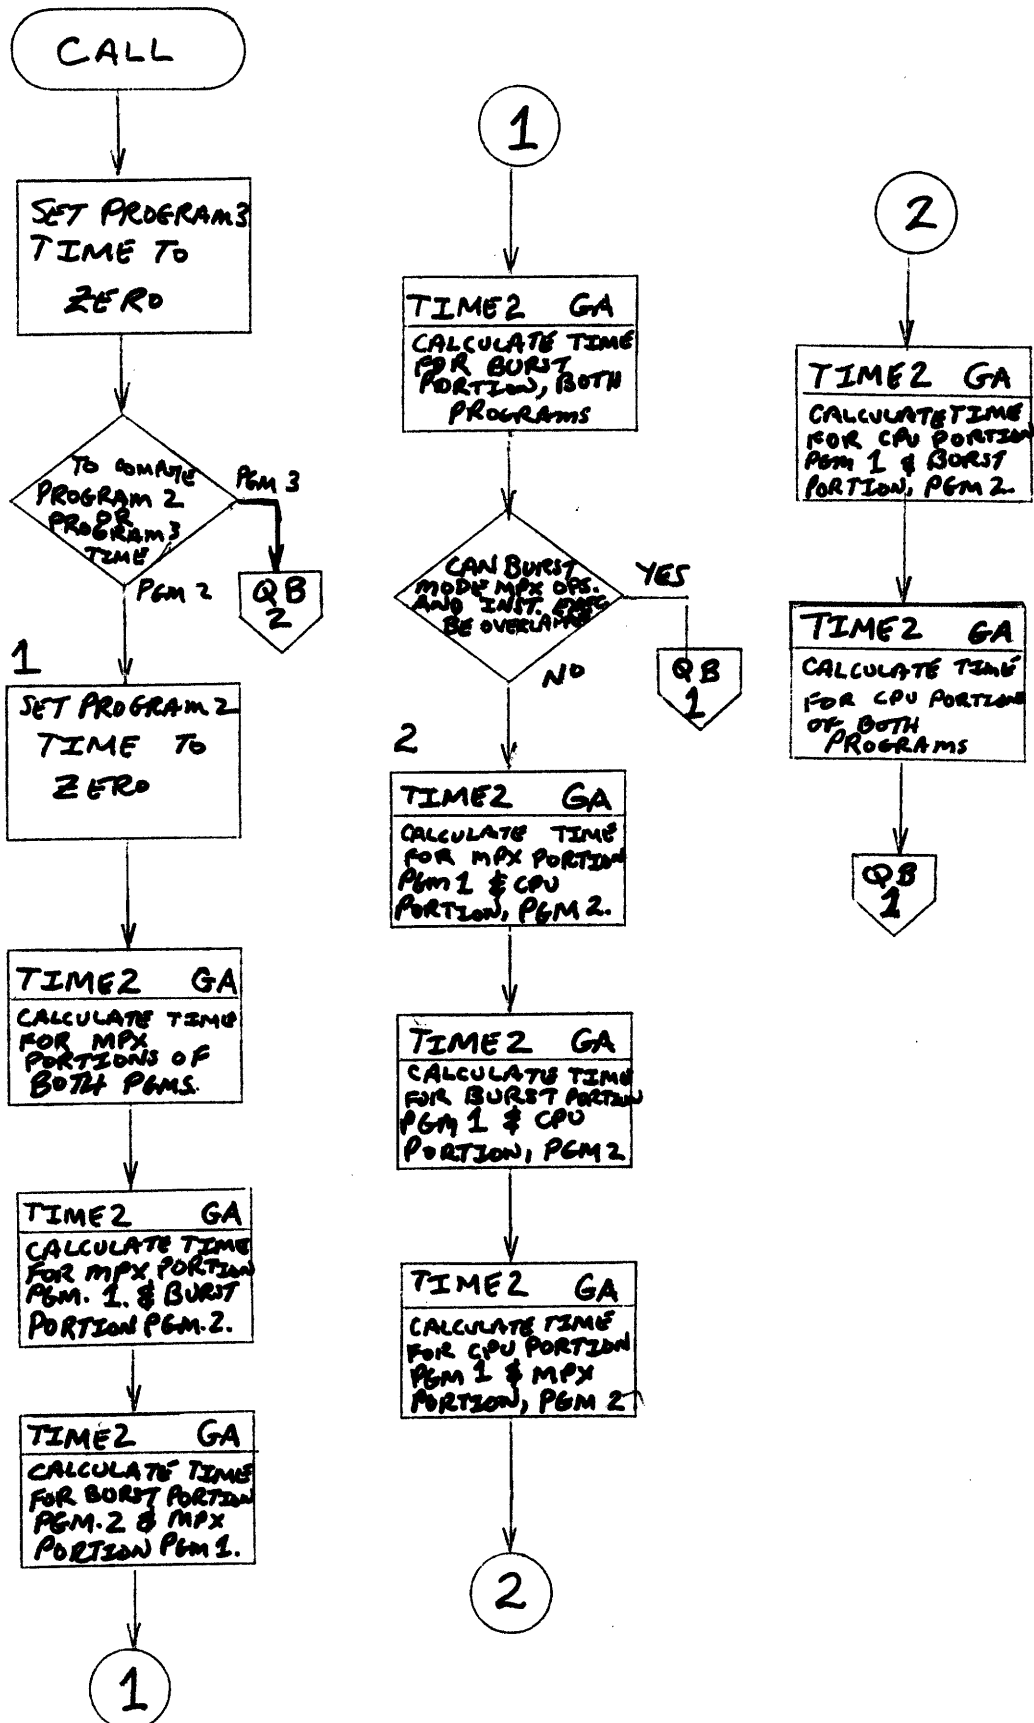 CALL
SET PROGRAM 3
TIME TO
ZERO
TO COMPUTE
PROGRAM 2
OR
PROGRAM 3
TIME
PGM 3
QB
2
PGM 2
1
SET PROGRAM 2
TIME TO
ZERO
TIME2 GA
CALCULATE TIME
FOR MPX
PORTIONS OF
BOTH PGMS.
TIME2 GA
CALCULATE TIME
FOR MPX PORTION
PGM. 1. & BURST
PORTION PGM. 2.
TIME2 GA
CALCULATE TIME
FOR BURST PORTION
PGM. 2 & MPX
PORTION PGM 1.
1
1
TIME2 GA
CALCULATE TIME
FOR BURST
PORTION, BOTH
PROGRAMS
CAN BURST
MODE MPX OPS.
AND INST. EXEC
BE OVERLAPPED
YES
QB
1
NO
2
TIME2 GA
CALCULATE TIME
FOR MPX PORTION
PGM 1 & CPU
PORTION, PGM 2.
TIME2 GA
CALCULATE TIME
FOR BURST PORTION
PGM 1 & CPU
PORTION, PGM 2
TIME2 GA
CALCULATE TIME
FOR CPU PORTION
PGM 1 & MPX
PORTION, PGM 2
2
2
TIME2 GA
CALCULATE TIME
FOR CPU PORTION
PGM 1 & BURST
PORTION, PGM 2.
TIME2 GA
CALCULATE TIME
FOR CPU PORTIONS
OF BOTH
PROGRAMS
QB
1